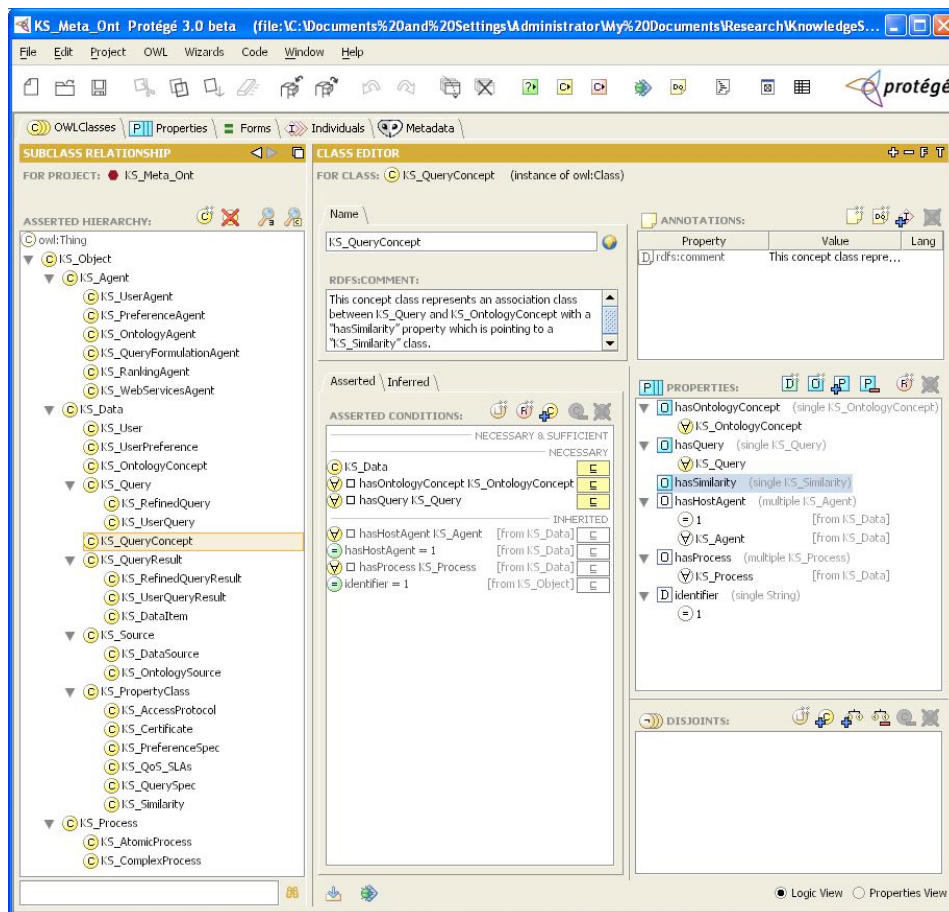 KS_Meta_Ont Protégé 3.0 beta (file:\C:\Documents%20and%20Settings\Administrator\My%20Documents\Research\KnowledgeS...
File Edit Project OWL Wizards Code Window Help
protégé
OWLClasses Properties Forms Individuals Metadata
SUBCLASS RELATIONSHIP
FOR PROJECT: KS_Meta_Ont
ASSERTED HIERARCHY:
owl:Thing
KS_Object
KS_Agent
KS_UserAgent
KS_PreferenceAgent
KS_OntologyAgent
KS_QueryFormulationAgent
KS_RankingAgent
KS_WebServicesAgent
KS_Data
KS_User
KS_UserPreference
KS_OntologyConcept
KS_Query
KS_RefinedQuery
KS_UserQuery
KS_QueryConcept
KS_QueryResult
KS_RefinedQueryResult
KS_UserQueryResult
KS_DataItem
KS_Source
KS_DataSource
KS_OntologySource
KS_PropertyClass
KS_AccessProtocol
KS_Certificate
KS_PreferenceSpec
KS_QoS_SLAs
KS_QuerySpec
KS_Similarity
KS_Process
KS_AtomicProcess
KS_ComplexProcess
CLASS EDITOR
FOR CLASS: KS_QueryConcept (instance of owl:Class)
Name
KS_QueryConcept
RDFS:COMMENT:
This concept class represents an association class
between KS_Query and KS_OntologyConcept with a
"hasSimilarity" property which is pointing to a
"KS_Similarity" class.
ANNOTATIONS:
Property Value Lang
rdfs:comment This concept class repre...
Asserted Inferred
ASSERTED CONDITIONS:
NECESSARY & SUFFICIENT
NECESSARY
KS_Data
∀ hasOntologyConcept KS_OntologyConcept
∀ hasQuery KS_Query
INHERITED
∀ hasHostAgent KS_Agent [from KS_Data]
= hasHostAgent = 1 [from KS_Data]
∀ hasProcess KS_Process [from KS_Data]
= identifier = 1 [from KS_Object]
PROPERTIES:
O hasOntologyConcept (single KS_OntologyConcept)
∀ KS_OntologyConcept
O hasQuery (single KS_Query)
∀ KS_Query
O hasSimilarity (single KS_Similarity)
O hasHostAgent (multiple KS_Agent)
= 1 [from KS_Data]
∀ KS_Agent [from KS_Data]
O hasProcess (multiple KS_Process)
∀ KS_Process [from KS_Data]
D identifier (single String)
= 1
DISJOINTS:
Logic View Properties View